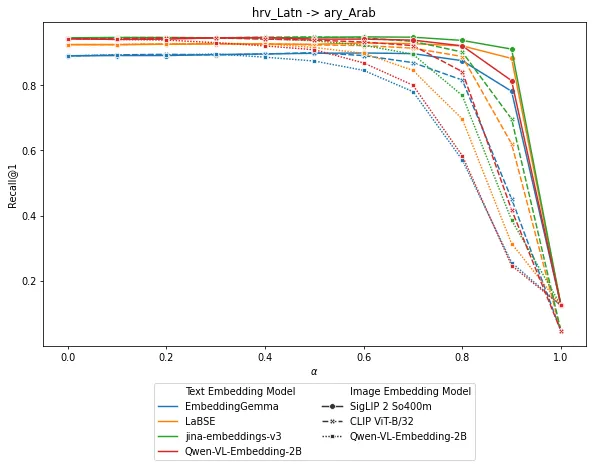 hrv_Latn -> ary_Arab
Recall@1
0.8
0.6
0.4
0.2
0.0 0.2 0.4 0.6 0.8 1.0
α
Text Embedding Model Image Embedding Model
EmbeddingGemma SigLIP 2 So400m
LaBSE CLIP ViT-B/32
jina-embeddings-v3 Qwen-VL-Embedding-2B
Qwen-VL-Embedding-2B